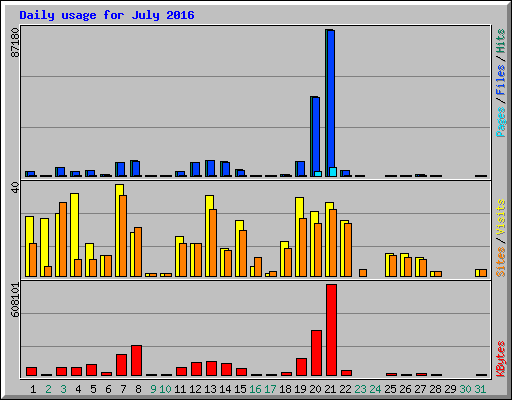 Daily usage for July 2016
87180
Pages / Files / Hits
40
Sites / Visits
608101
KBytes
1 2 3 4 5 6 7 8 9 10 11 12 13 14 15 16 17 18 19 20 21 22 23 24 25 26 27 28 29 30 31